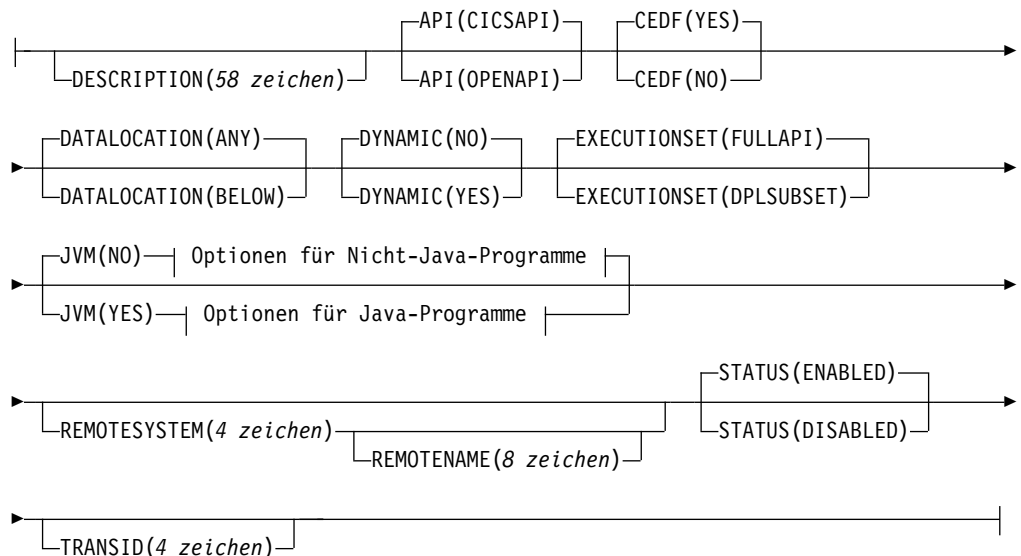 API(CICSAPI) CEDF(YES)
DESCRIPTION(58 zeichen) API(OPENAPI) CEDF(NO)
DATALOCATION(ANY) DYNAMIC(NO) EXECUTIONSET(FULLAPI)
DATALOCATION(BELOW) DYNAMIC(YES) EXECUTIONSET(DPLSUBSET)
JVM(NO) Optionen für Nicht-Java-Programme
JVM(YES) Optionen für Java-Programme
STATUS(ENABLED)
REMOTESYSTEM(4 zeichen) STATUS(DISABLED)
REMOTENAME(8 zeichen)
TRANSID(4 zeichen)